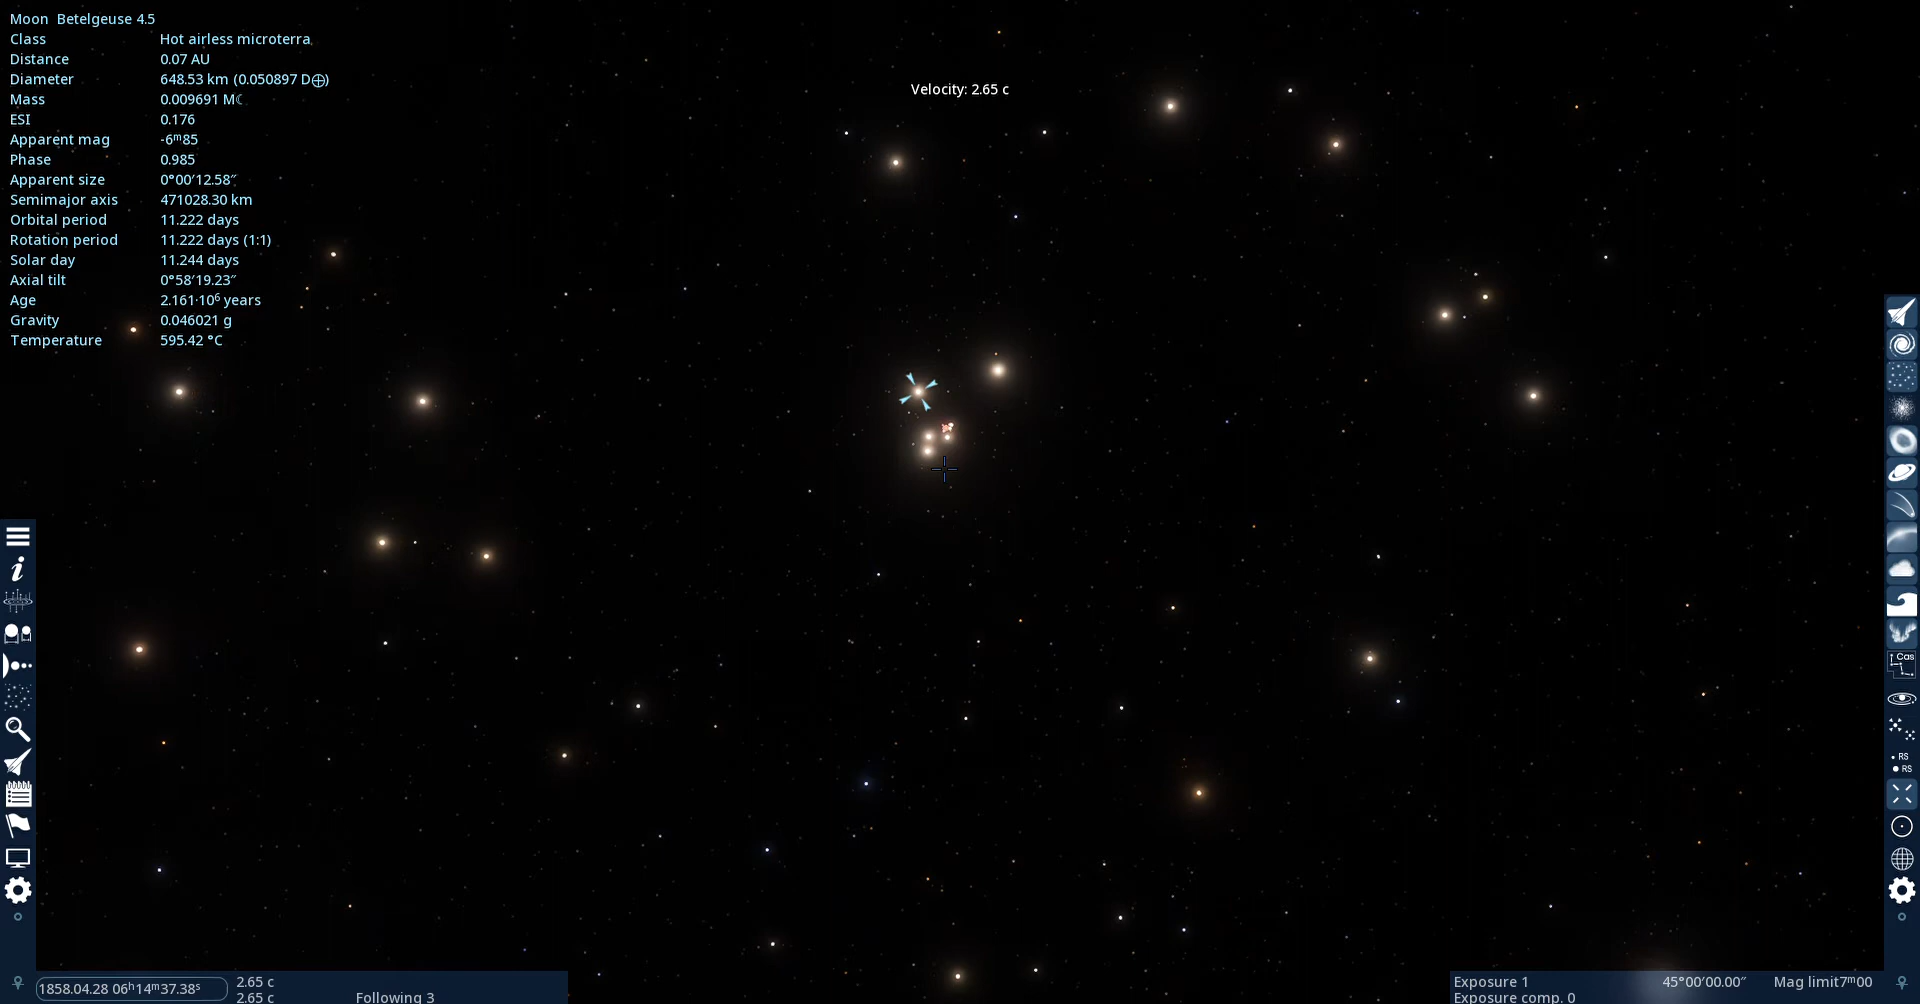 Moon Betelgeuse 4.5
Class Hot airless microterra
Distance 0.07 AU
Diameter 648.53 km (0.050897 D⊕)
Mass 0.009691 M☾
ESI 0.176
Apparent mag -6ᵐ85
Phase 0.985
Apparent size 0°00′12.58″
Semimajor axis 471028.30 km
Orbital period 11.222 days
Rotation period 11.222 days (1:1)
Solar day 11.244 days
Axial tilt 0°58′19.23″
Age 2.161·10⁶ years
Gravity 0.046021 g
Temperature 595.42 °C
Velocity: 2.65 c
Cas
RS
RS
1858.04.28 06ʰ14ᵐ37.38ˢ
2.65 c
2.65 c Following 3
Exposure 1 45°00′00.00″ Mag limit7ᵐ00
Exposure comp. 0